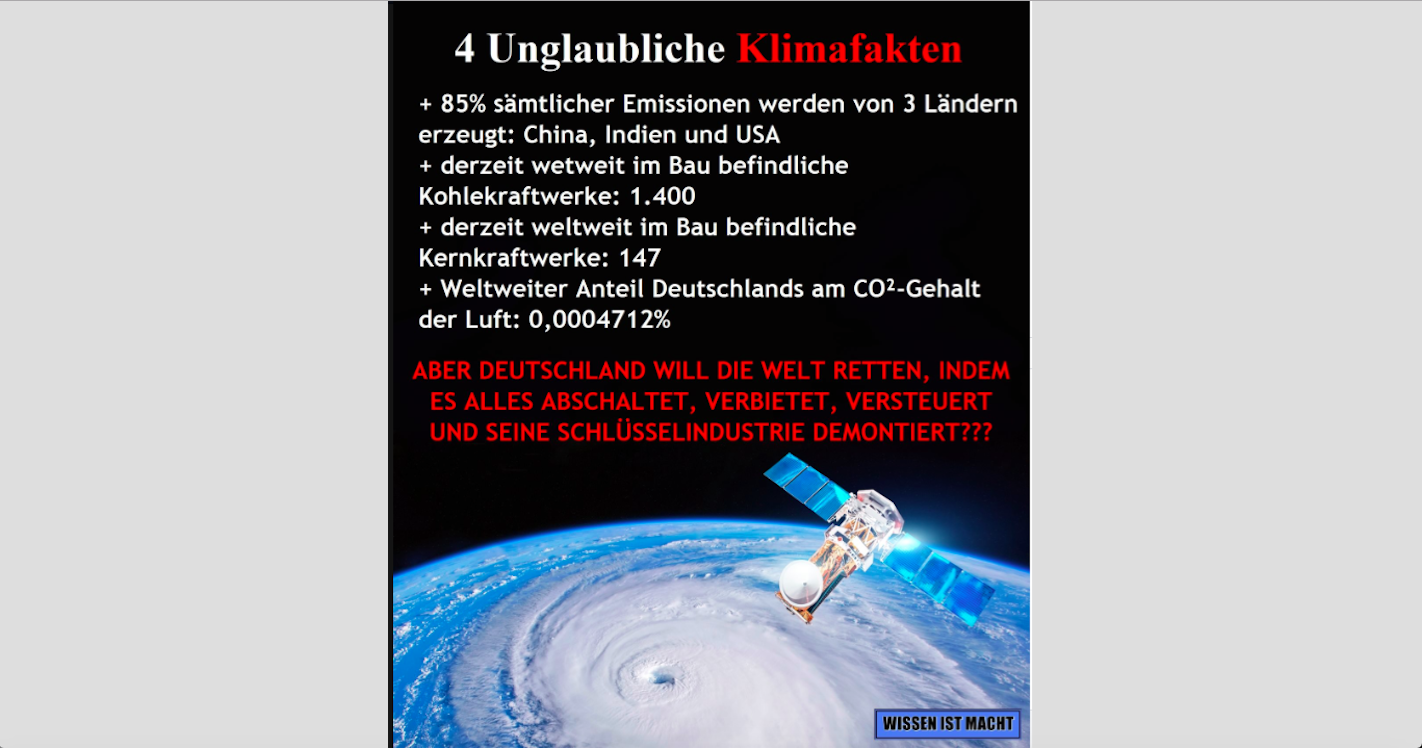 4 Unglaubliche Klimafakten
+ 85% sämtlicher Emissionen werden von 3 Ländern
erzeugt: China, Indien und USA
+ derzeit wetweit im Bau befindliche
Kohlekraftwerke: 1.400
+ derzeit weltweit im Bau befindliche
Kernkraftwerke: 147
+ Weltweiter Anteil Deutschlands am CO²-Gehalt
der Luft: 0,0004712%
ABER DEUTSCHLAND WILL DIE WELT RETTEN, INDEM
ES ALLES ABSCHALTET, VERBIETET, VERSTEUERT
UND SEINE SCHLÜSSELINDUSTRIE DEMONTIERT???
WISSEN IST MACHT